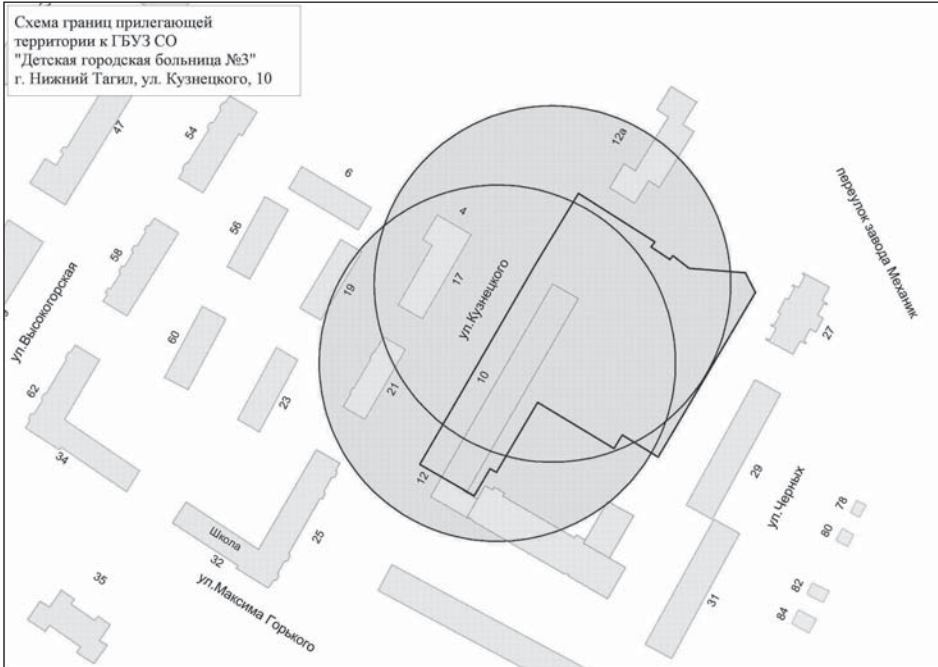 Схема границ прилегающей
территории к ГБУЗ СО
"Детская городская больница №3"
г. Нижний Тагил, ул. Кузнецкого, 10
47
54
6
12а
переулок завода Механик
4
56
58
ул.Высокогорская
19
17
ул.Кузнецкого
27
60
62
10
21
23
34
12
29
ул.Черных
78
Школа
25
80
32
35
ул.Максима Горького
31
82
84